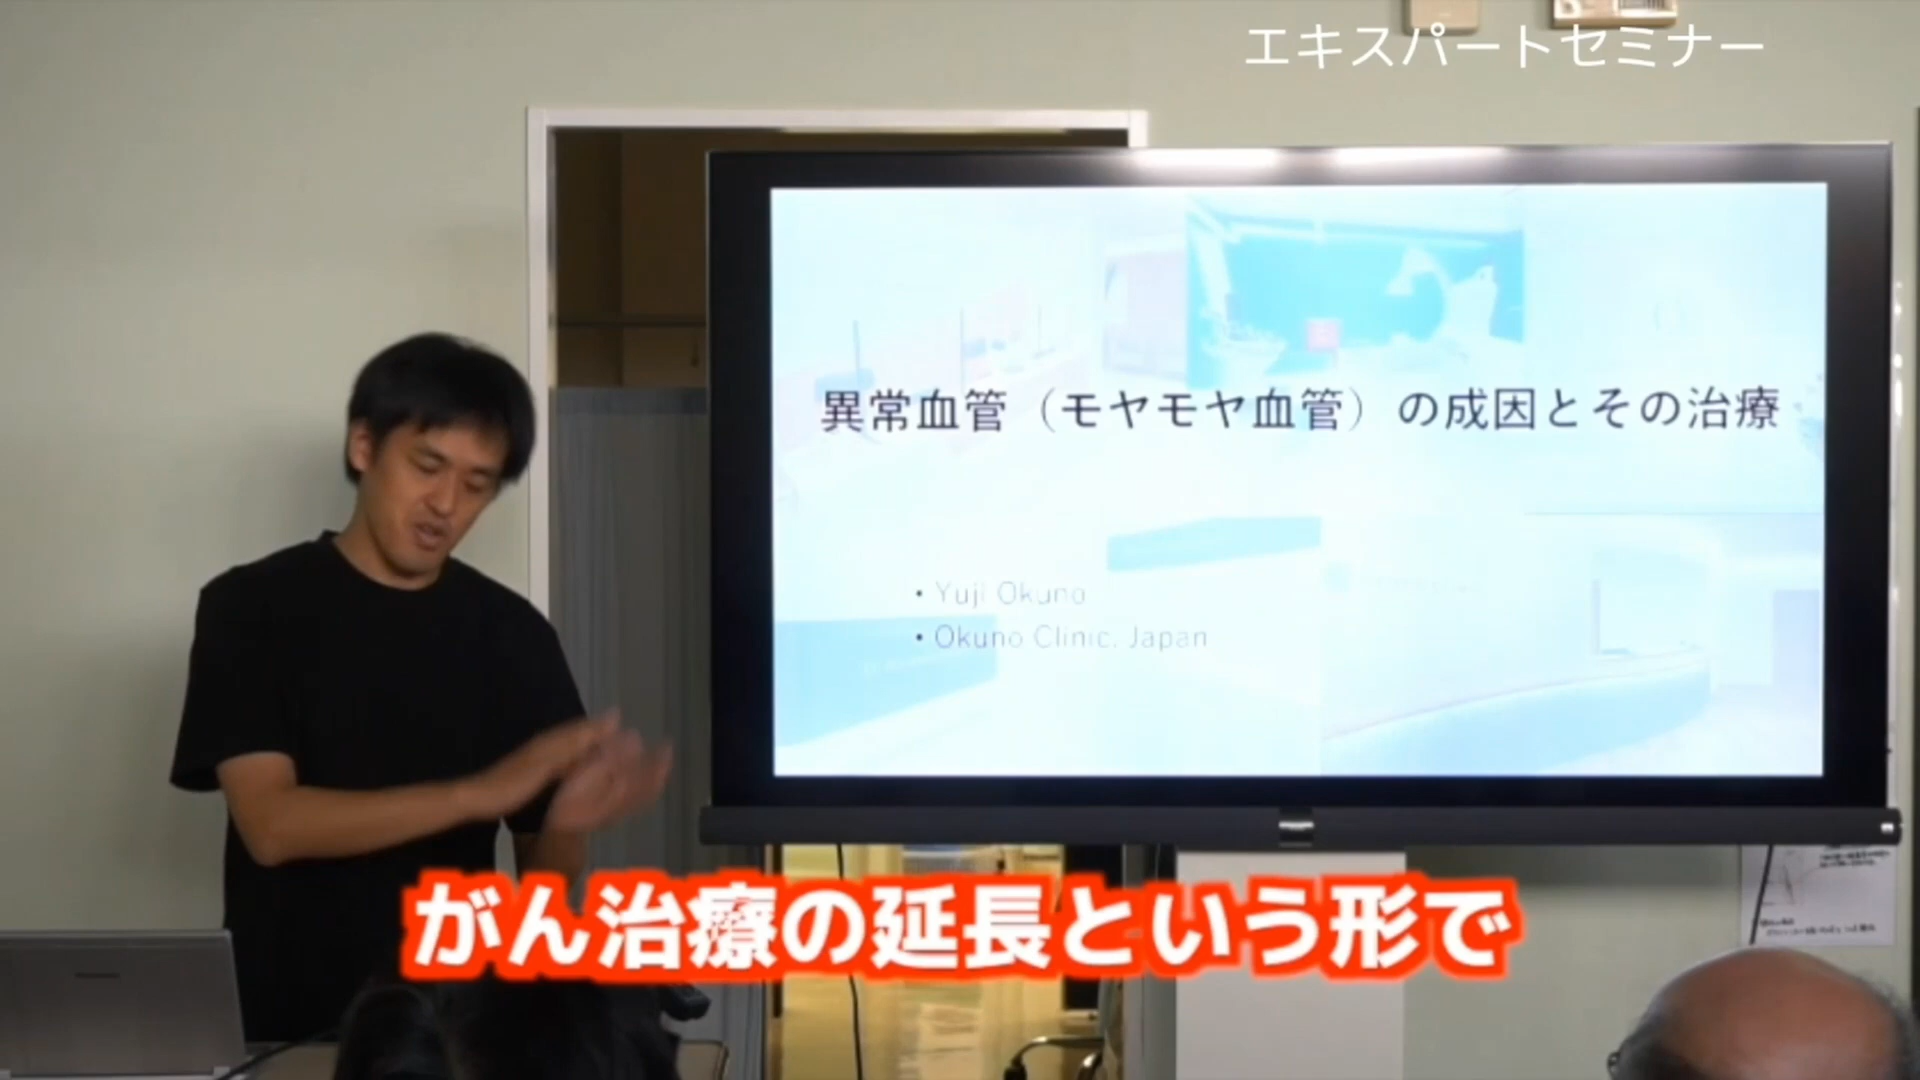 エキスパートセミナー
異常血管（モヤモヤ血管）の成因とその治療
• Yuji Okuno
• Okuno Clinic. Japan
がん治療の延長という形で